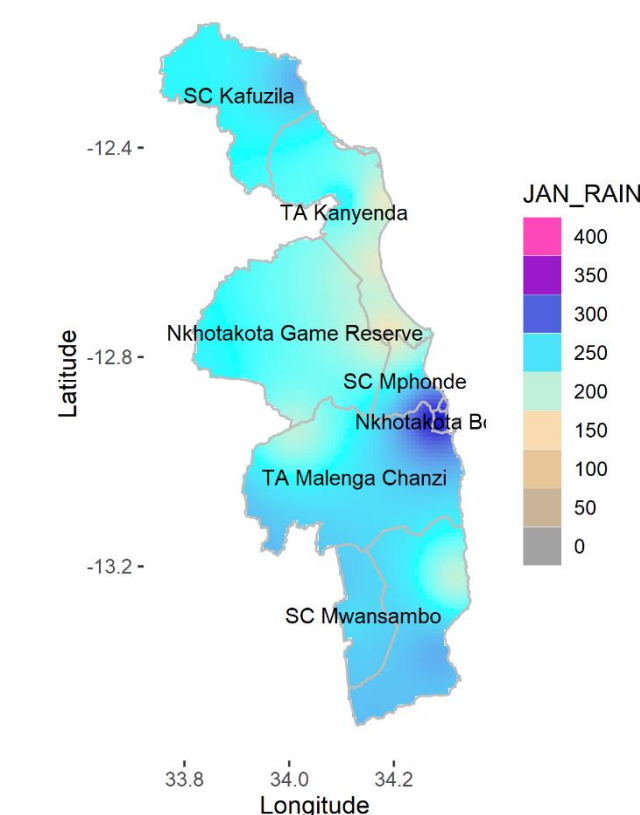 SC Kafuzila
-12.4
TA Kanyenda
JAN_RAIN
400
350
300
250
200
150
100
50
0
Nkhotakota Game Reserve
-12.8
SC Mphonde
Nkhotakota Bo
TA Malenga Chanzi
-13.2
SC Mwansambo
Latitude
33.8 34.0 34.2
Longitude